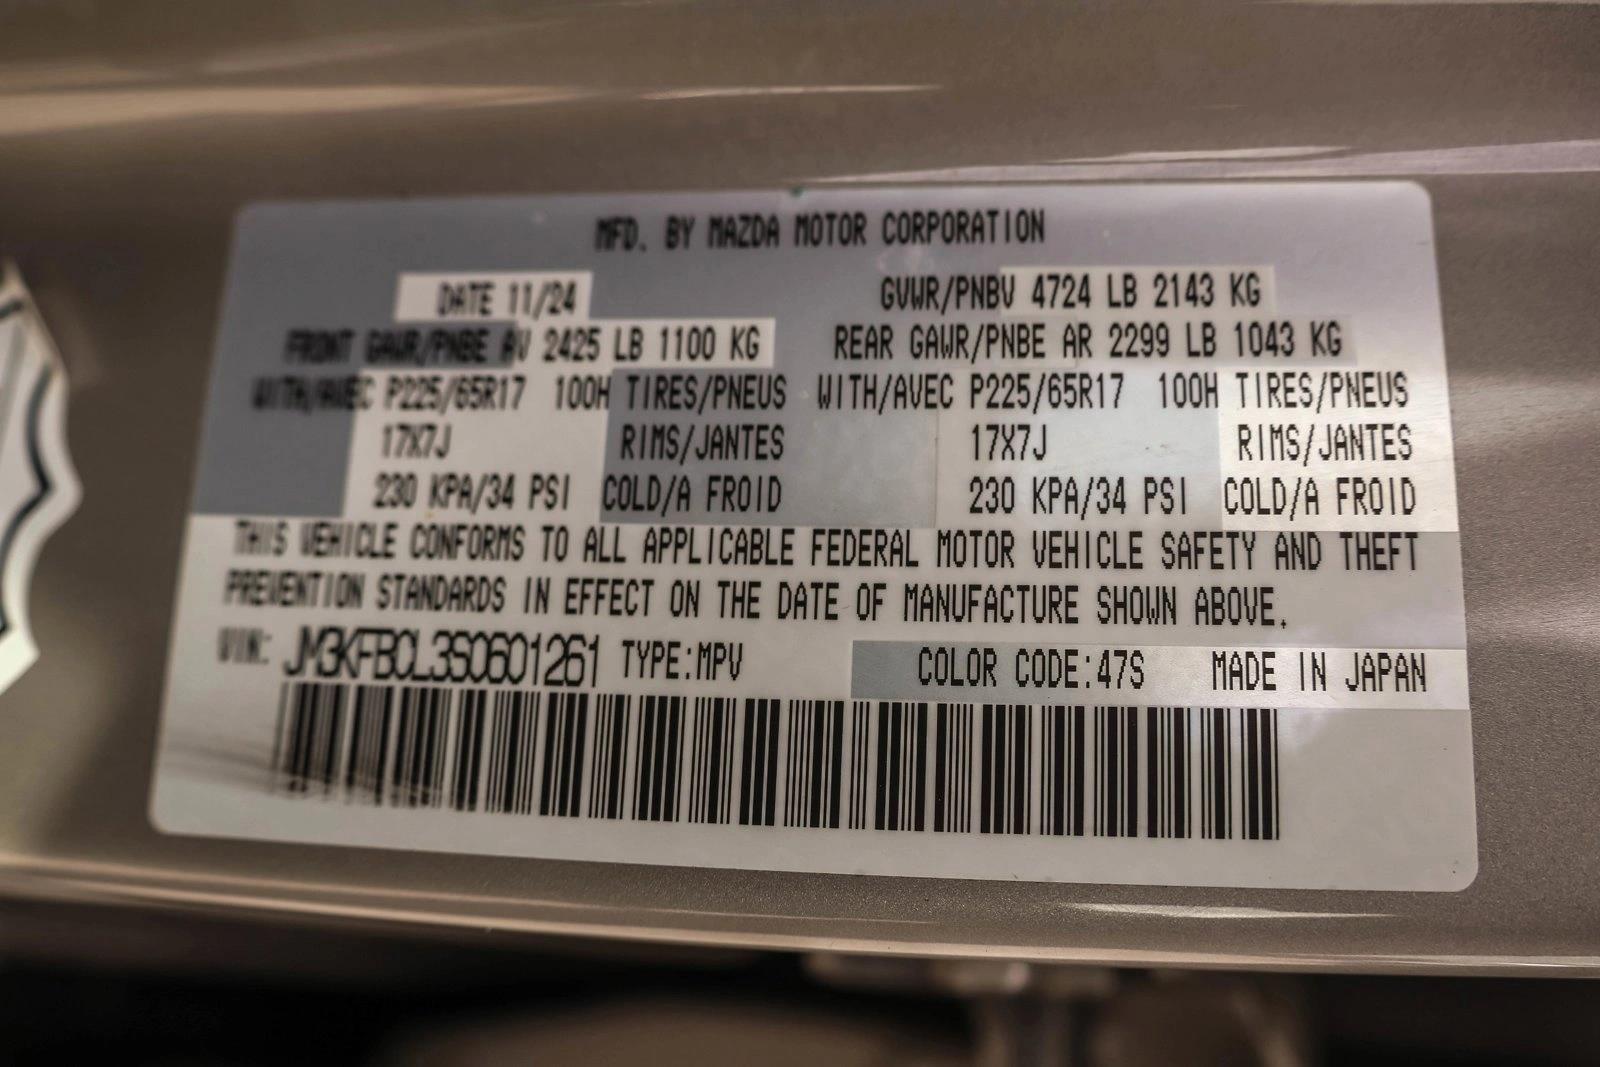 MFD. BY MAZDA MOTOR CORPORATION
DATE 11/24 GVWR/PNBV 4724 LB 2143 KG
FRONT GAWR/PNBE AV 2425 LB 1100 KG REAR GAWR/PNBE AR 2299 LB 1043 KG
WITH/AVEC P225/65R17 100H TIRES/PNEUS WITH/AVEC P225/65R17 100H TIRES/PNEUS
17X7J RIMS/JANTES 17X7J RIMS/JANTES
230 KPA/34 PSI COLD/A FROID 230 KPA/34 PSI COLD/A FROID
THIS VEHICLE CONFORMS TO ALL APPLICABLE FEDERAL MOTOR VEHICLE SAFETY AND THEFT
PREVENTION STANDARDS IN EFFECT ON THE DATE OF MANUFACTURE SHOWN ABOVE.
VIN: JM3KFBCL3S0601261 TYPE:MPV COLOR CODE:47S MADE IN JAPAN